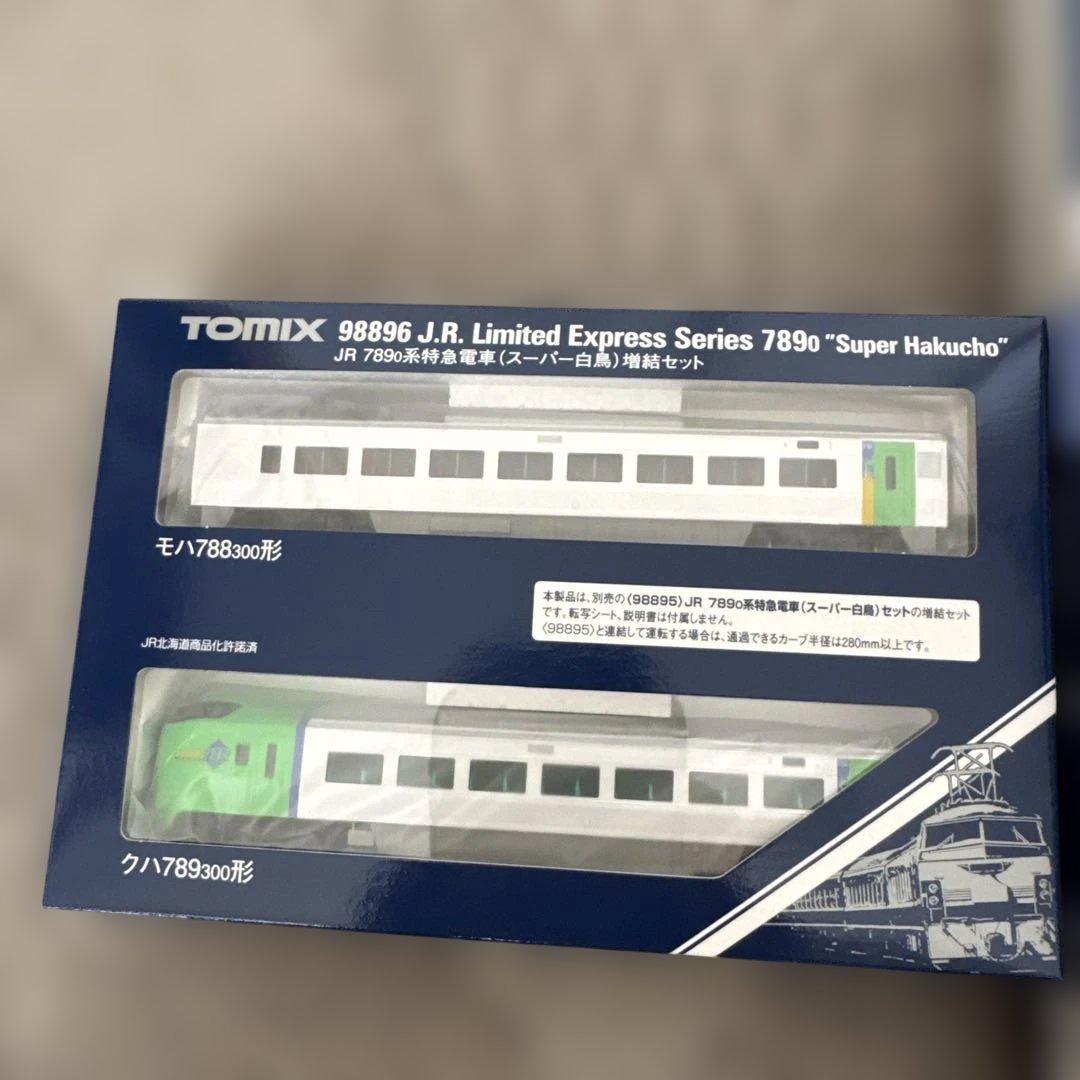 TOMIX 98896 J.R. Limited Express Series 789₀ "Super Hakucho"
JR 789₀系特急電車(スーパー白鳥)増結セット
モハ788₃₀₀形
本製品は、別売の〈98895〉JR 789₀系特急電車(スーパー白鳥)セットの増結セット
です。転写シート、説明書は付属しません。
〈98895〉と連結して運転する場合は、通過できるカーブ半径は280mm以上です。
JR北海道商品化許諾済
クハ789₃₀₀形